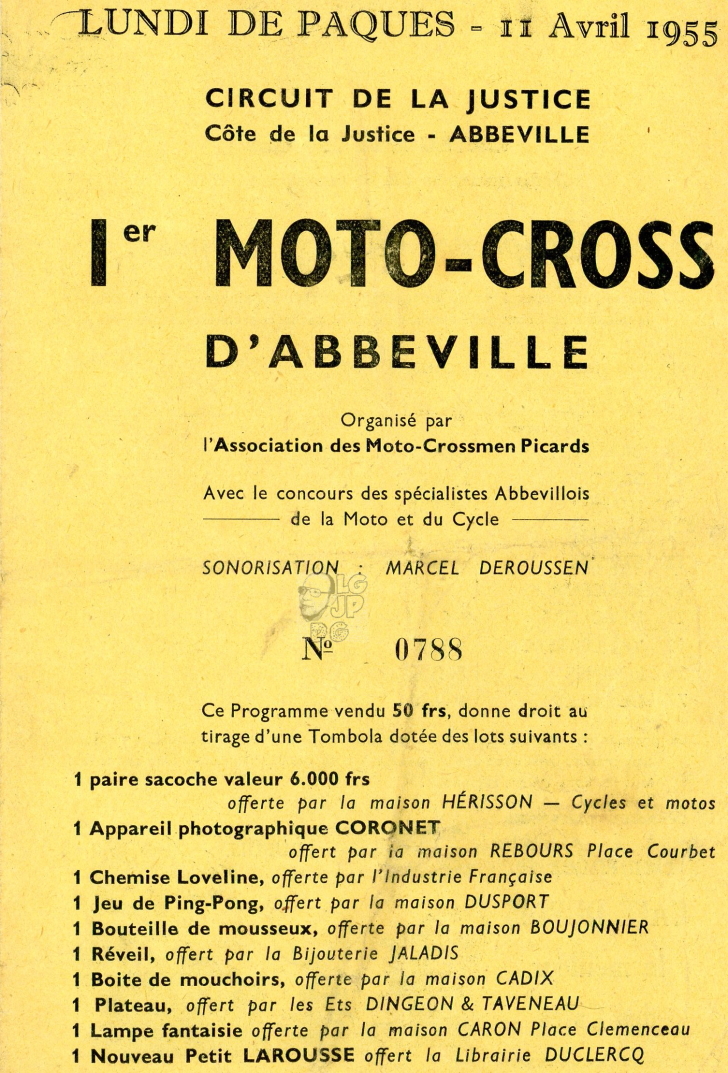 LUNDI DE PAQUES - 11 Avril 1955
CIRCUIT DE LA JUSTICE
Côte de la Justice - ABBEVILLE
1er MOTO-CROSS
D'ABBEVILLE
Organisé par
l'Association des Moto-Crossmen Picards
Avec le concours des spécialistes Abbevillois
de la Moto et du Cycle
SONORISATION : MARCEL DEROUSSEN
LG
JP
DG
Nº 0788
Ce Programme vendu 50 frs, donne droit au
tirage d'une Tombola dotée des lots suivants :
1 paire sacoche valeur 6.000 frs
offerte par la maison HÉRISSON — Cycles et motos
1 Appareil photographique CORONET
offert par la maison REBOURS Place Courbet
1 Chemise Loveline, offerte par l'Industrie Française
1 Jeu de Ping-Pong, offert par la maison DUSPORT
1 Bouteille de mousseux, offerte par la maison BOUJONNIER
1 Réveil, offert par la Bijouterie JALADIS
1 Boite de mouchoirs, offerte par la maison CADIX
1 Plateau, offert par les Ets DINGEON & TAVENEAU
1 Lampe fantaisie offerte par la maison CARON Place Clemenceau
1 Nouveau Petit LAROUSSE offert la Librairie DUCLERCQ